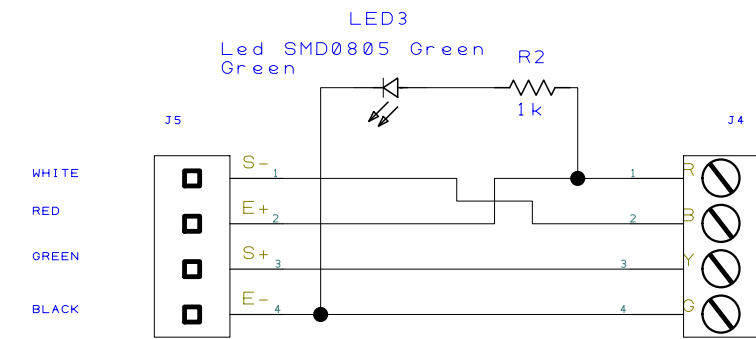 LED3
Led SMD0805 Green
Green
R2
1k
J5
J4
WHITE
S-
1
1
R
RED
E+
2
2
B
GREEN
S+
3
3
Y
BLACK
E-
4
4
G